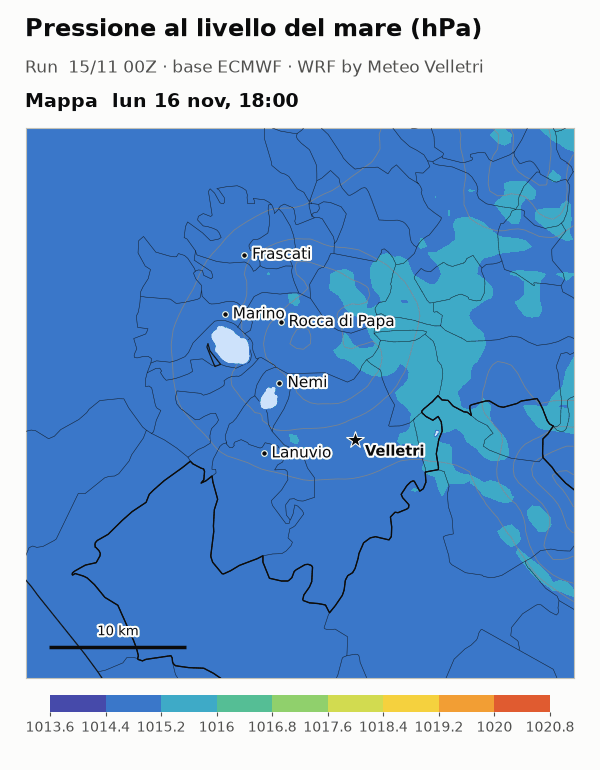 Pressione al livello del mare (hPa)
Run  15/11 00Z · base ECMWF · WRF by Meteo Velletri
Mappa  lun 16 nov, 18:00
Frascati
Marino
Rocca di Papa
Nemi
Lanuvio
Velletri
10 km
1013.6 1014.4 1015.2 1016 1016.8 1017.6 1018.4 1019.2 1020 1020.8